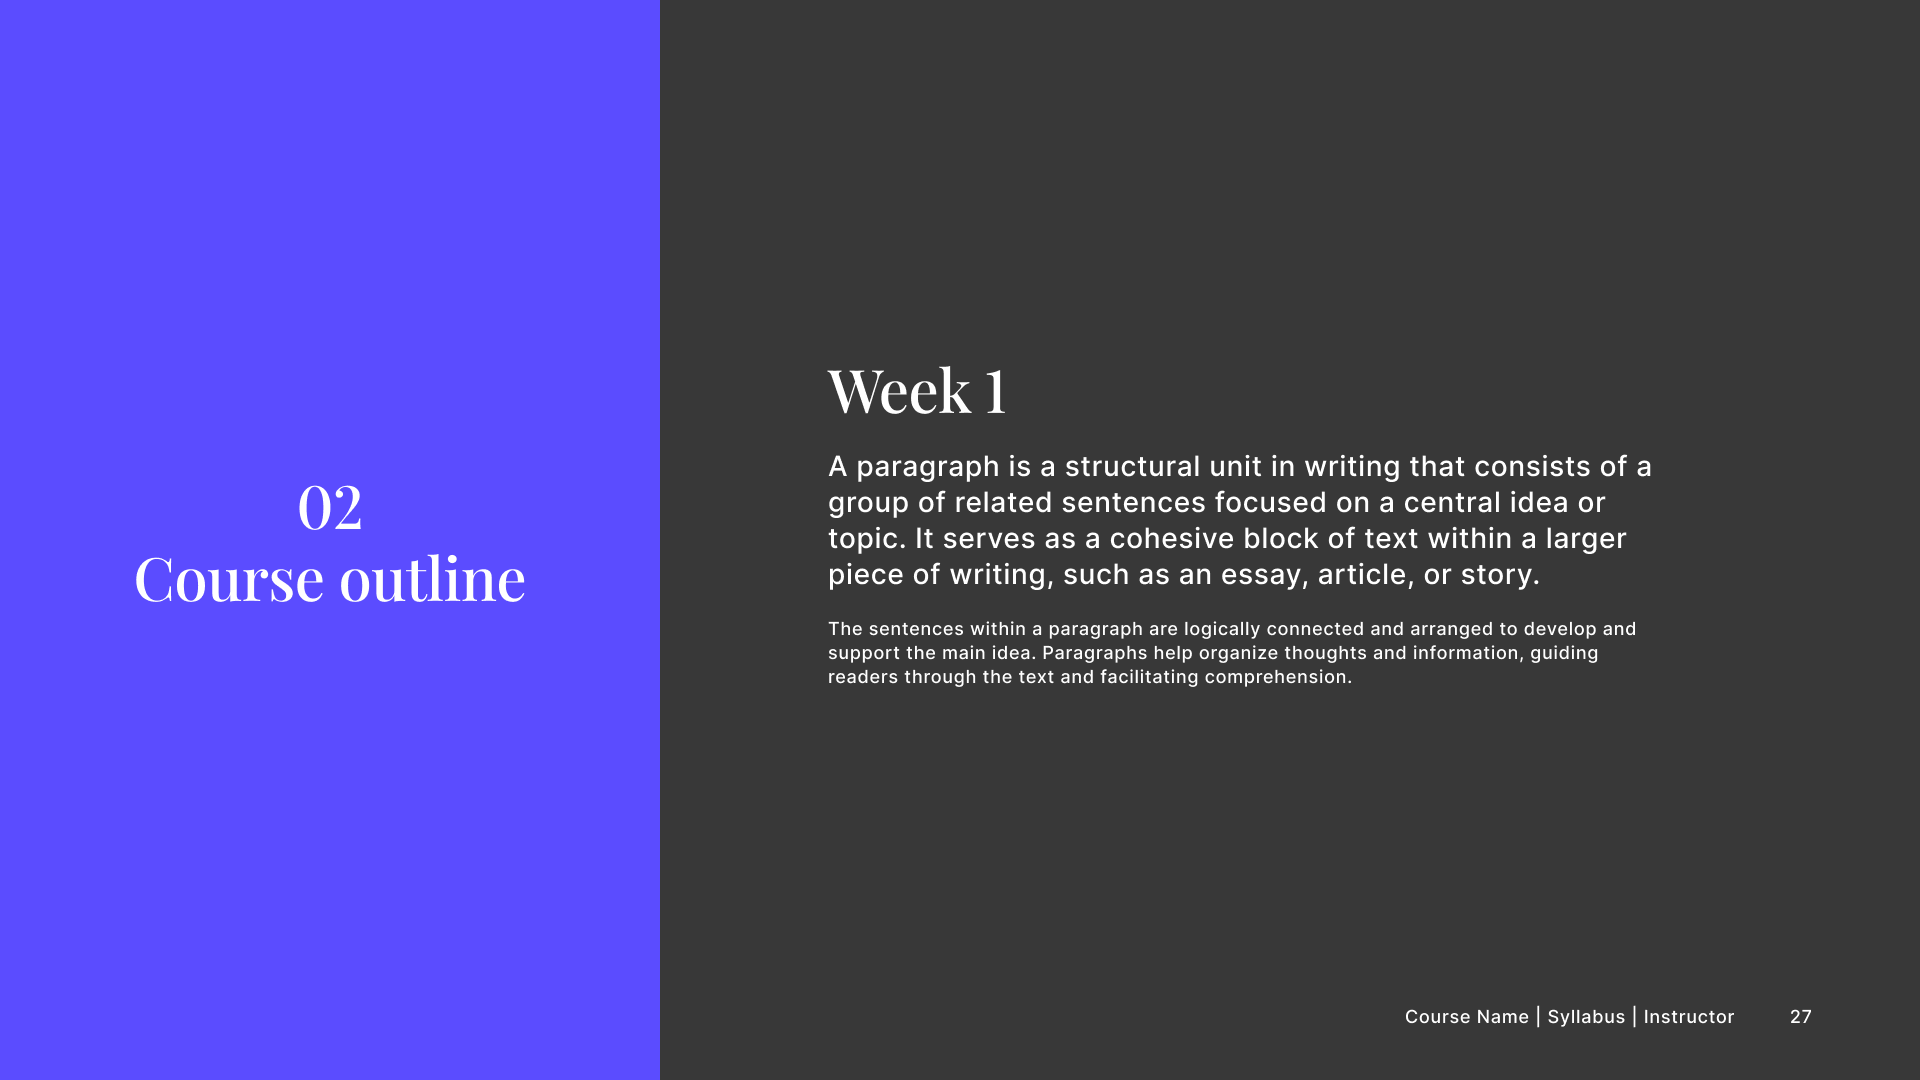 02
Course outline
Week 1
A paragraph is a structural unit in writing that consists of a
group of related sentences focused on a central idea or
topic. It serves as a cohesive block of text within a larger
piece of writing, such as an essay, article, or story.
The sentences within a paragraph are logically connected and arranged to develop and
support the main idea. Paragraphs help organize thoughts and information, guiding
readers through the text and facilitating comprehension.
Course Name | Syllabus | Instructor 27